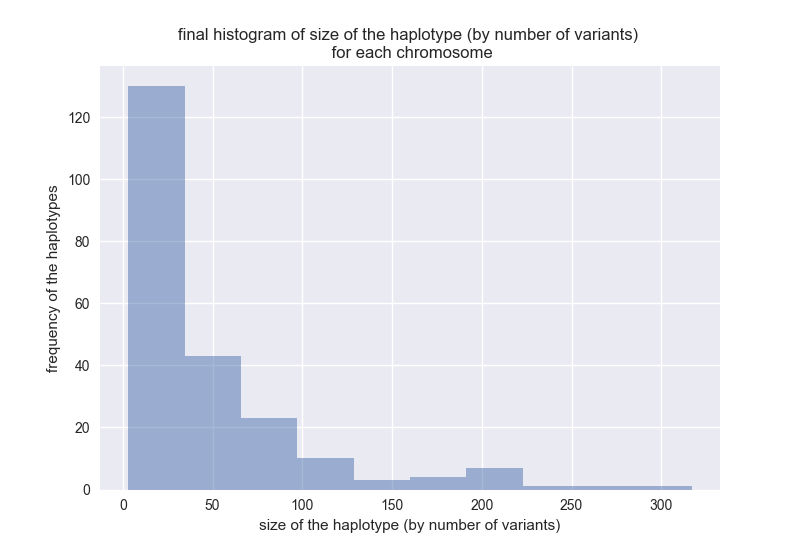 final histogram of size of the haplotype (by number of variants)
for each chromosome
frequency of the haplotypes
120
100
80
60
40
20
0
0 50 100 150 200 250 300
size of the haplotype (by number of variants)